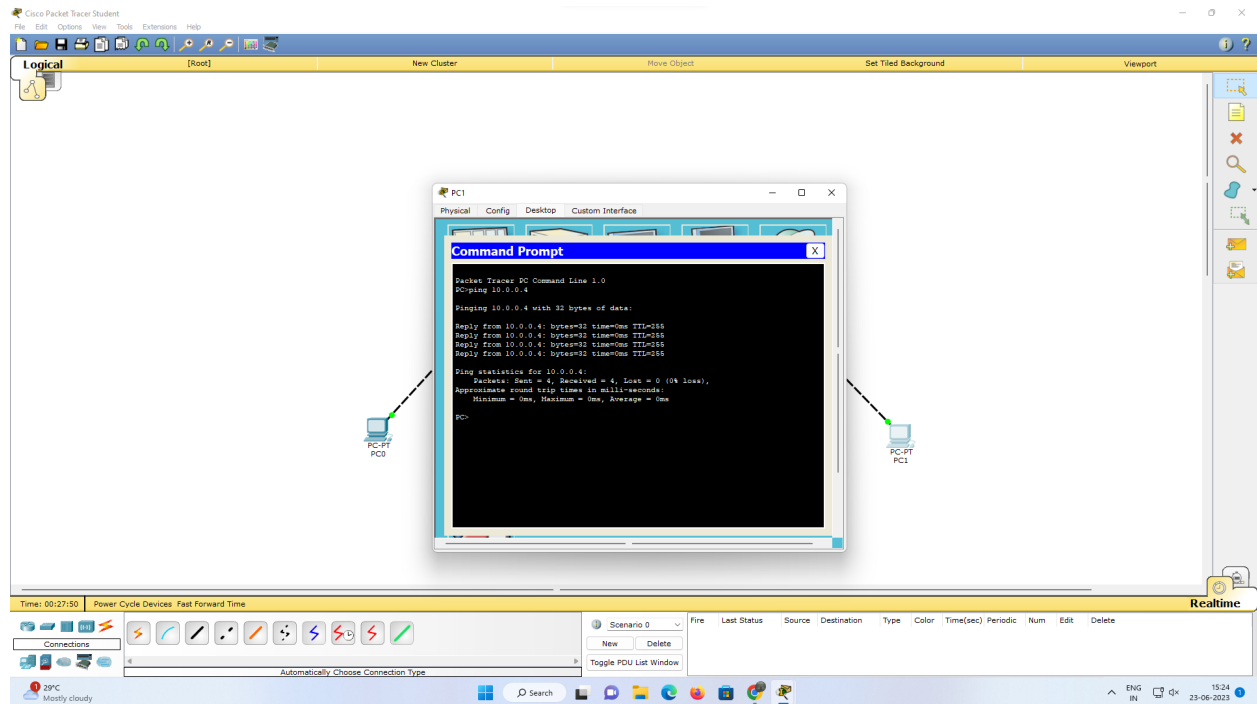 Cisco Packet Tracer Student
File Edit Options View Tools Extensions Help
Logical [Root] New Cluster Move Object Set Tiled Background Viewport
PC1
Physical Config Desktop Custom Interface
Command Prompt X
Packet Tracer PC Command Line 1.0
PC>ping 10.0.0.4
Pinging 10.0.0.4 with 32 bytes of data:
Reply from 10.0.0.4: bytes=32 time=0ms TTL=255
Reply from 10.0.0.4: bytes=32 time=0ms TTL=255
Reply from 10.0.0.4: bytes=32 time=0ms TTL=255
Reply from 10.0.0.4: bytes=32 time=0ms TTL=255
Ping statistics for 10.0.0.4:
Packets: Sent = 4, Received = 4, Lost = 0 (0% loss),
Approximate round trip times in milli-seconds:
Minimum = 0ms, Maximum = 0ms, Average = 0ms
PC>
PC-PT
PC0
PC-PT
PC1
Time: 00:27:50 Power Cycle Devices Fast Forward Time Realtime
Connections
Automatically Choose Connection Type
Scenario 0
New Delete
Toggle PDU List Window
Fire Last Status Source Destination Type Color Time(sec) Periodic Num Edit Delete
1
29°C
Mostly cloudy
Search
ENG
IN
15:24
23-06-2023
1